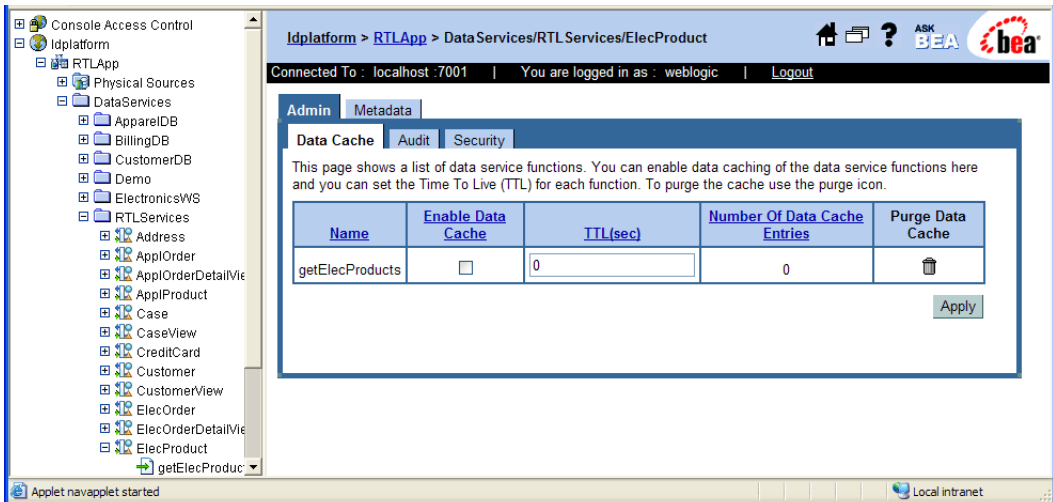 Console Access Control
ldplatform
RTLApp
Physical Sources
DataServices
ApparelDB
BillingDB
CustomerDB
Demo
ElectronicsWS
RTLServices
Address
ApplOrder
ApplOrderDetailVie
ApplProduct
Case
CaseView
CreditCard
Customer
CustomerView
ElecOrder
ElecOrderDetailVie
ElecProduct
getElecProduc
ldplatform > RTLApp > DataServices/RTLServices/ElecProduct
? ASK BEA bea
Connected To : localhost :7001 | You are logged in as : weblogic | Logout
Admin Metadata
Data Cache Audit Security
This page shows a list of data service functions. You can enable data caching of the data service functions here
and you can set the Time To Live (TTL) for each function. To purge the cache use the purge icon.
Name Enable Data Cache TTL(sec) Number Of Data Cache Entries Purge Data Cache
getElecProducts 0 0
Apply
Applet navapplet started Local intranet